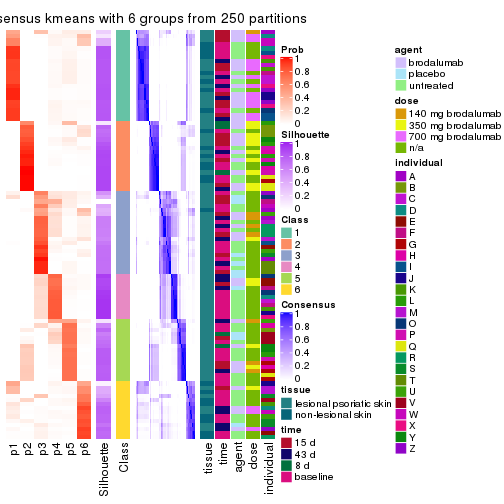 sensus kmeans with 6 groups from 250 partitions
p1
p2
p3
p4
p5
p6
Silhouette
Class
tissue
time
agent
dose
individual
Prob
1
0.8
0.6
0.4
0.2
0
Silhouette
1
0.8
0.6
0.4
0.2
0
Class
1
2
3
4
5
6
Consensus
1
0.8
0.6
0.4
0.2
0
tissue
lesional psoriatic skin
non-lesional skin
time
15 d
43 d
8 d
baseline
agent
brodalumab
placebo
untreated
dose
140 mg brodalumab
350 mg brodalumab
700 mg brodalumab
n/a
individual
A
B
C
D
E
F
G
H
I
J
K
L
M
O
P
Q
R
S
T
U
V
W
X
Y
Z